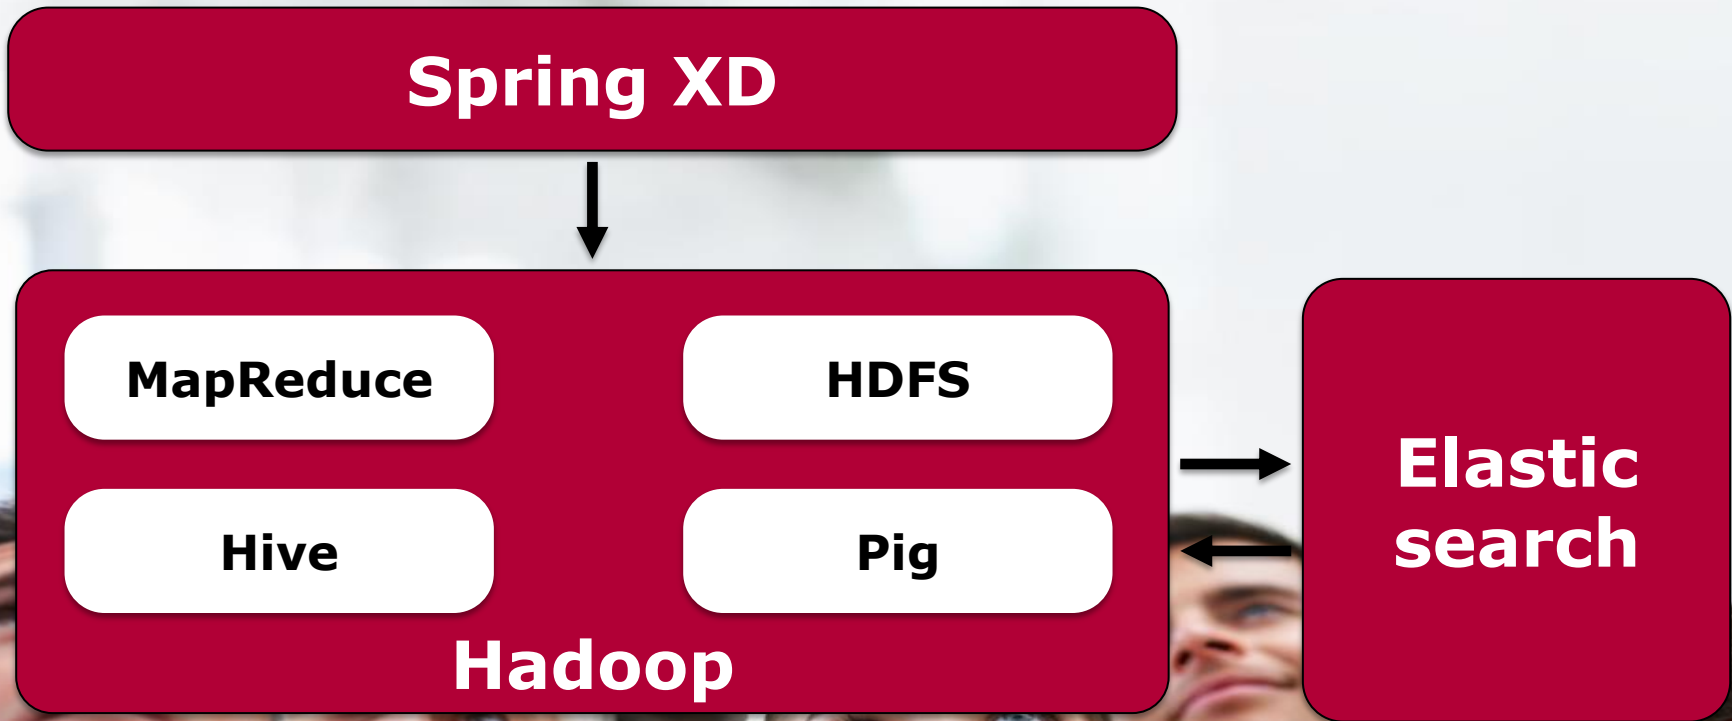 Spring XD
MapReduce
HDFS
Hive
Pig
Hadoop
Elastic
search